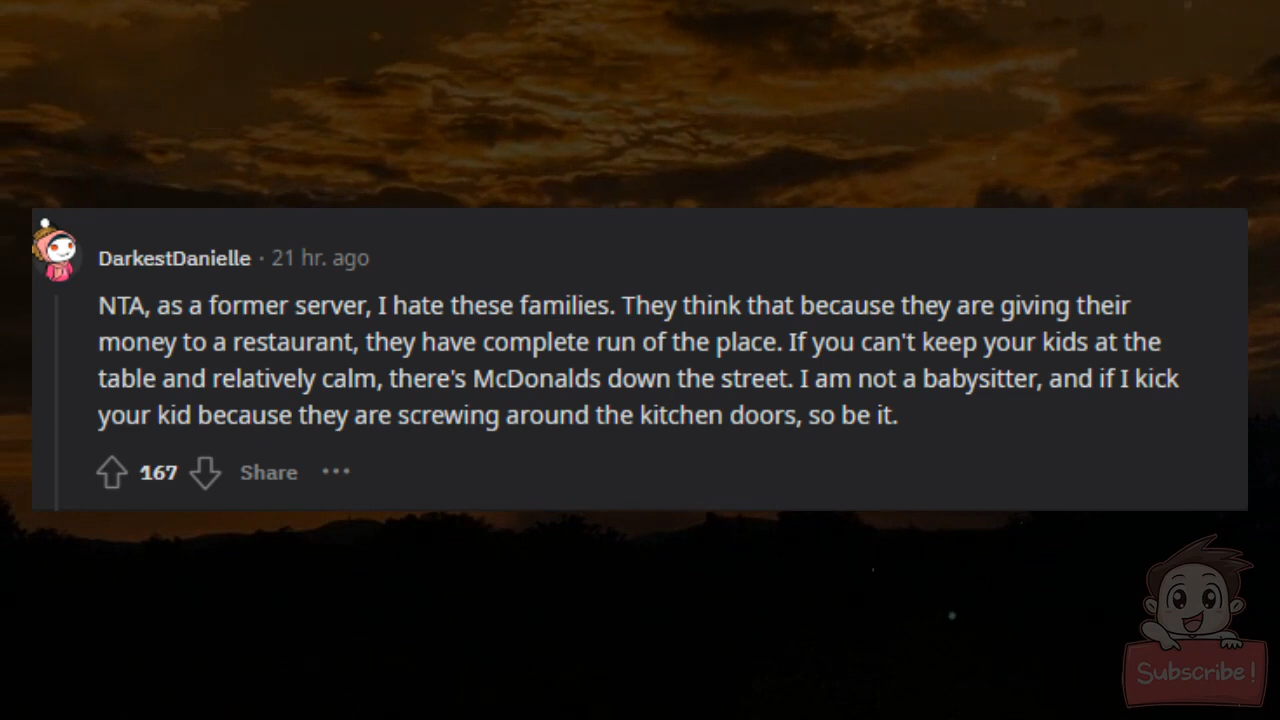 DarkestDanielle · 21 hr. ago
NTA, as a former server, I hate these families. They think that because they are giving their
money to a restaurant, they have complete run of the place. If you can't keep your kids at the
table and relatively calm, there's McDonalds down the street. I am not a babysitter, and if I kick
your kid because they are screwing around the kitchen doors, so be it.
167 Share ···
Subscribe!